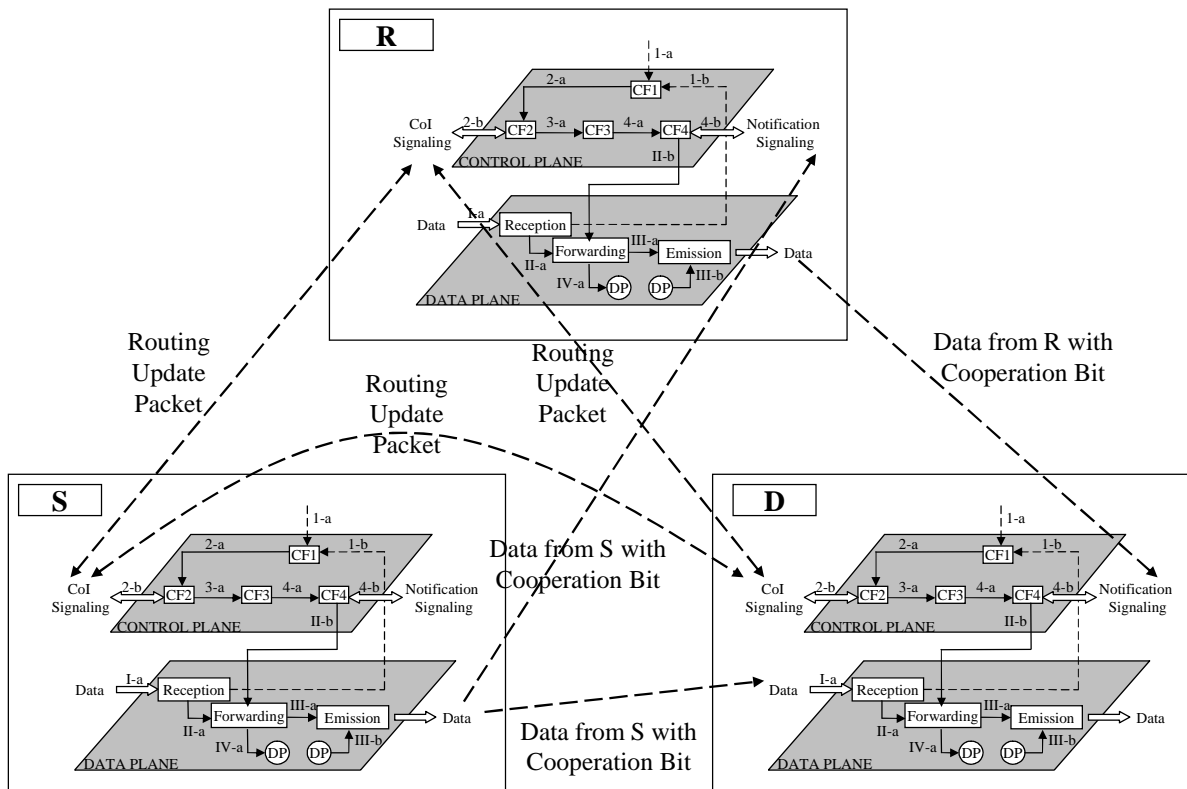 R
1-a
2-a
1-b
CF1
CoI
Signaling
2-b
CF2
3-a
CF3
4-a
CF4
4-b
Notification
Signaling
CONTROL PLANE
II-b
Data
I-a
Reception
Forwarding
III-a
Emission
Data
II-a
IV-a
DP
DP
III-b
DATA PLANE
Routing
Update
Packet
Routing
Update
Packet
Routing
Update
Packet
Data from R with
Cooperation Bit
S
1-a
2-a
1-b
CF1
CoI
Signaling
2-b
CF2
3-a
CF3
4-a
CF4
4-b
Notification
Signaling
CONTROL PLANE
II-b
Data
I-a
Reception
Forwarding
III-a
Emission
Data
II-a
IV-a
DP
DP
III-b
DATA PLANE
Data from S with
Cooperation Bit
Data from S with
Cooperation Bit
D
1-a
2-a
1-b
CF1
CoI
Signaling
2-b
CF2
3-a
CF3
4-a
CF4
4-b
Notification
Signaling
CONTROL PLANE
II-b
Data
I-a
Reception
Forwarding
III-a
Emission
Data
II-a
IV-a
DP
DP
III-b
DATA PLANE